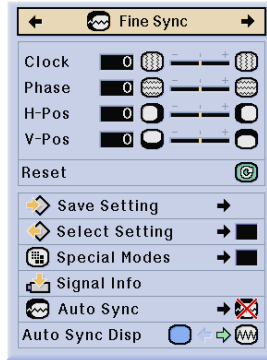 Fine Sync
Clock 0
Phase 0
H-Pos 0
V-Pos 0
Reset
Save Setting
Select Setting
Special Modes
Signal Info
Auto Sync
Auto Sync Disp